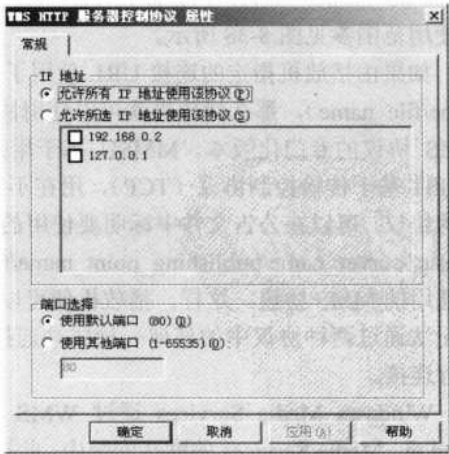 WMS HTTP 服务器控制协议 属性
常规
IP 地址
允许所有 IP 地址使用该协议(P)
允许所选 IP 地址使用该协议(S)
192.168.0.2
127.0.0.1
端口选择
使用默认端口 (80)(D)
使用其他端口 (1-65535)(O)
80
确定 取消 应用(A) 帮助